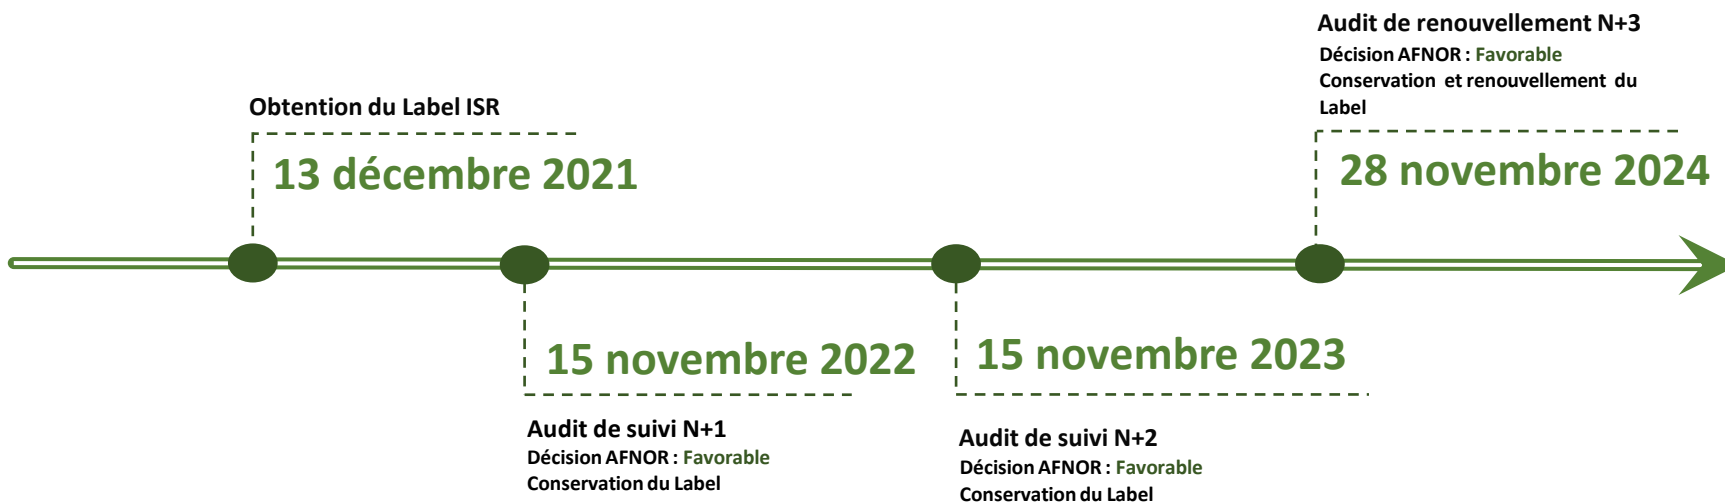 Obtention du Label ISR
13 décembre 2021
15 novembre 2022
Audit de suivi N+1
Décision AFNOR : Favorable
Conservation du Label
15 novembre 2023
Audit de suivi N+2
Décision AFNOR : Favorable
Conservation du Label
Audit de renouvellement N+3
Décision AFNOR : Favorable
Conservation et renouvellement du
Label
28 novembre 2024